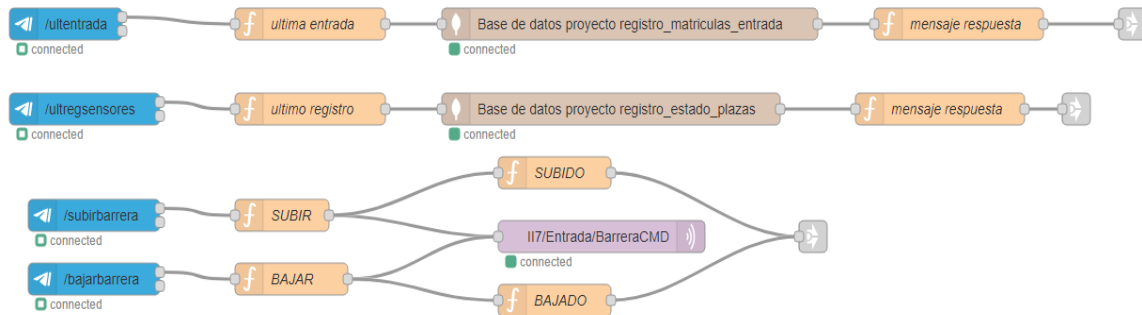 /ultentrada ultima entrada Base de datos proyecto registro_matriculas_entrada mensaje respuesta
connected connected
/ultregsensores ultimo registro Base de datos proyecto registro_estado_plazas mensaje respuesta
connected connected
SUBIDO
/subirbarrera SUBIR
connected
II7/Entrada/BarreraCMD
connected
/bajarbarrera BAJAR
BAJADO
connected